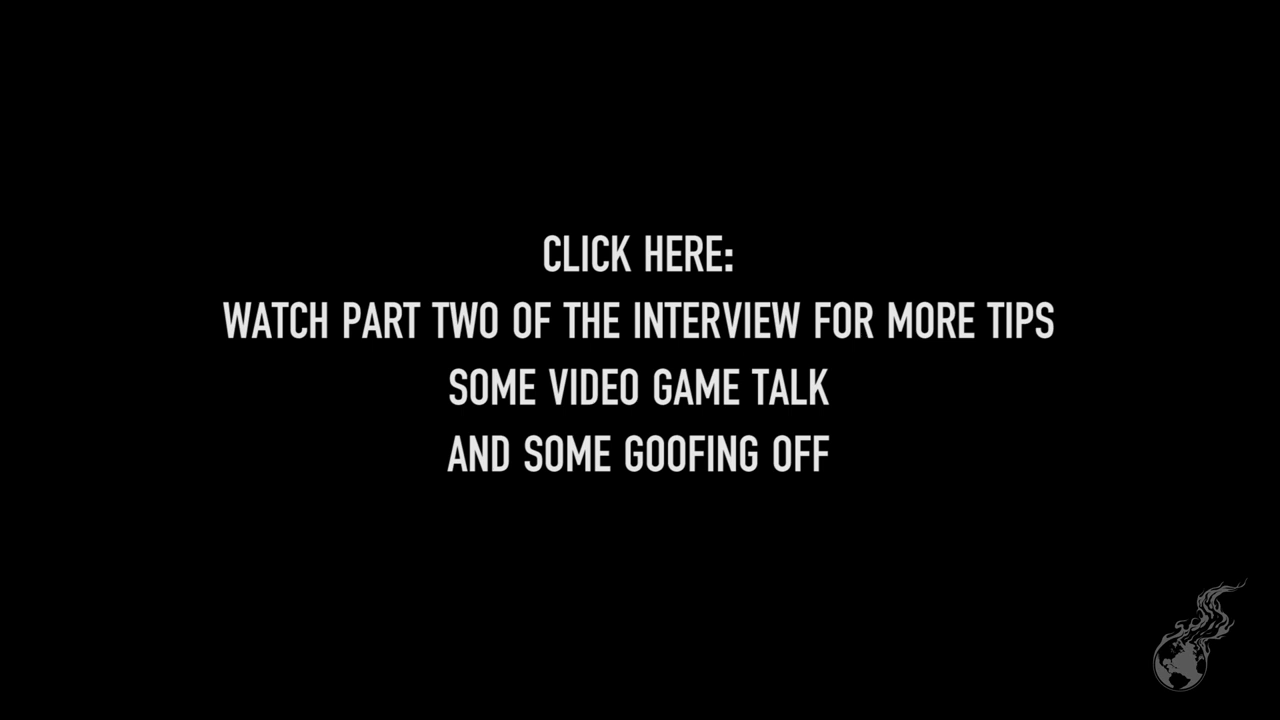 CLICK HERE:
WATCH PART TWO OF THE INTERVIEW FOR MORE TIPS
SOME VIDEO GAME TALK
AND SOME GOOFING OFF